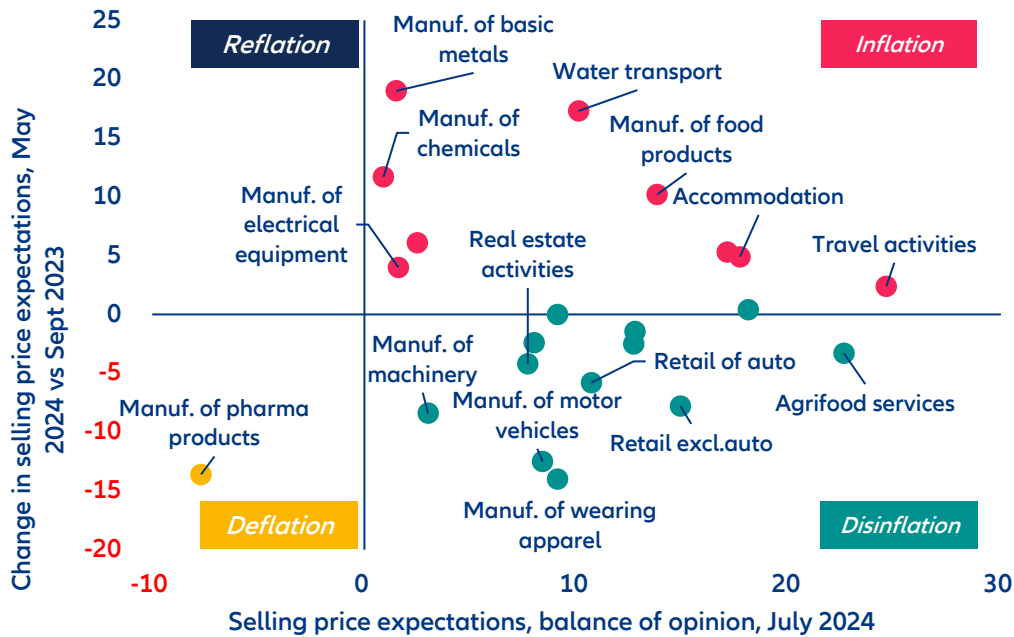 25
20
15
10
5
0
-5
-10
-15
-20
Change in selling price expectations, May
2024 vs Sept 2023
Reflation
Inflation
Manuf. of basic
metals
Water transport
Manuf. of
chemicals
Manuf. of food
products
Manuf. of
electrical
equipment
Accommodation
Real estate
activities
Travel activities
Manuf. of
machinery
Retail of auto
Manuf. of pharma
products
Manuf. of motor
vehicles
Agrifood services
Retail excl.auto
Manuf. of wearing
apparel
Deflation
Disinflation
-10
0
10
20
30
Selling price expectations, balance of opinion, July 2024